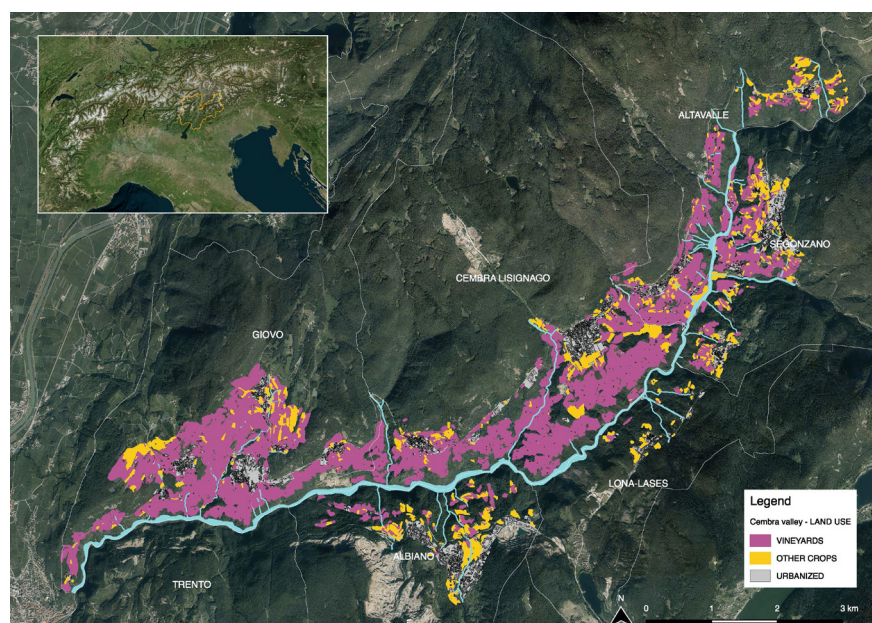 ALTAVALLE
SEGONZANO
CEMBRA LISIGNAGO
GIOVO
LONA-LASES
ALBIANO
TRENTO
Legend
Cembra valley - LAND USE
VINEYARDS
OTHER CROPS
URBANIZED
N
0 1 2 3 km